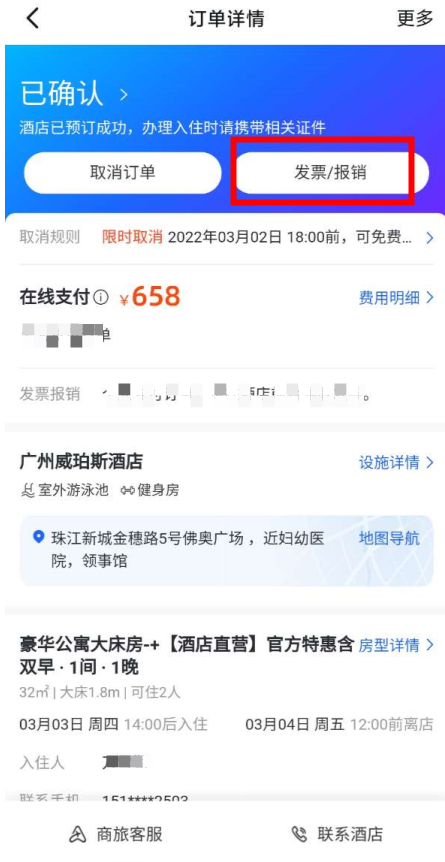 订单详情 更多
已确认
酒店已预订成功，办理入住时请携带相关证件
取消订单 发票/报销
取消规则 限时取消 2022年03月02日 18:00前，可免费...
在线支付 ¥658 费用明细
单
发票报销
广州威珀斯酒店 设施详情
室外游泳池 健身房
珠江新城金穗路5号佛奥广场，近妇幼医 地图导航
院，领事馆
豪华公寓大床房-+【酒店直营】官方特惠含 房型详情
双早·1间·1晚
32㎡|大床1.8m|可住2人
03月03日 周四 14:00后入住 03月04日 周五 12:00前离店
入住人
联系手机 151****2503
商旅客服 联系酒店